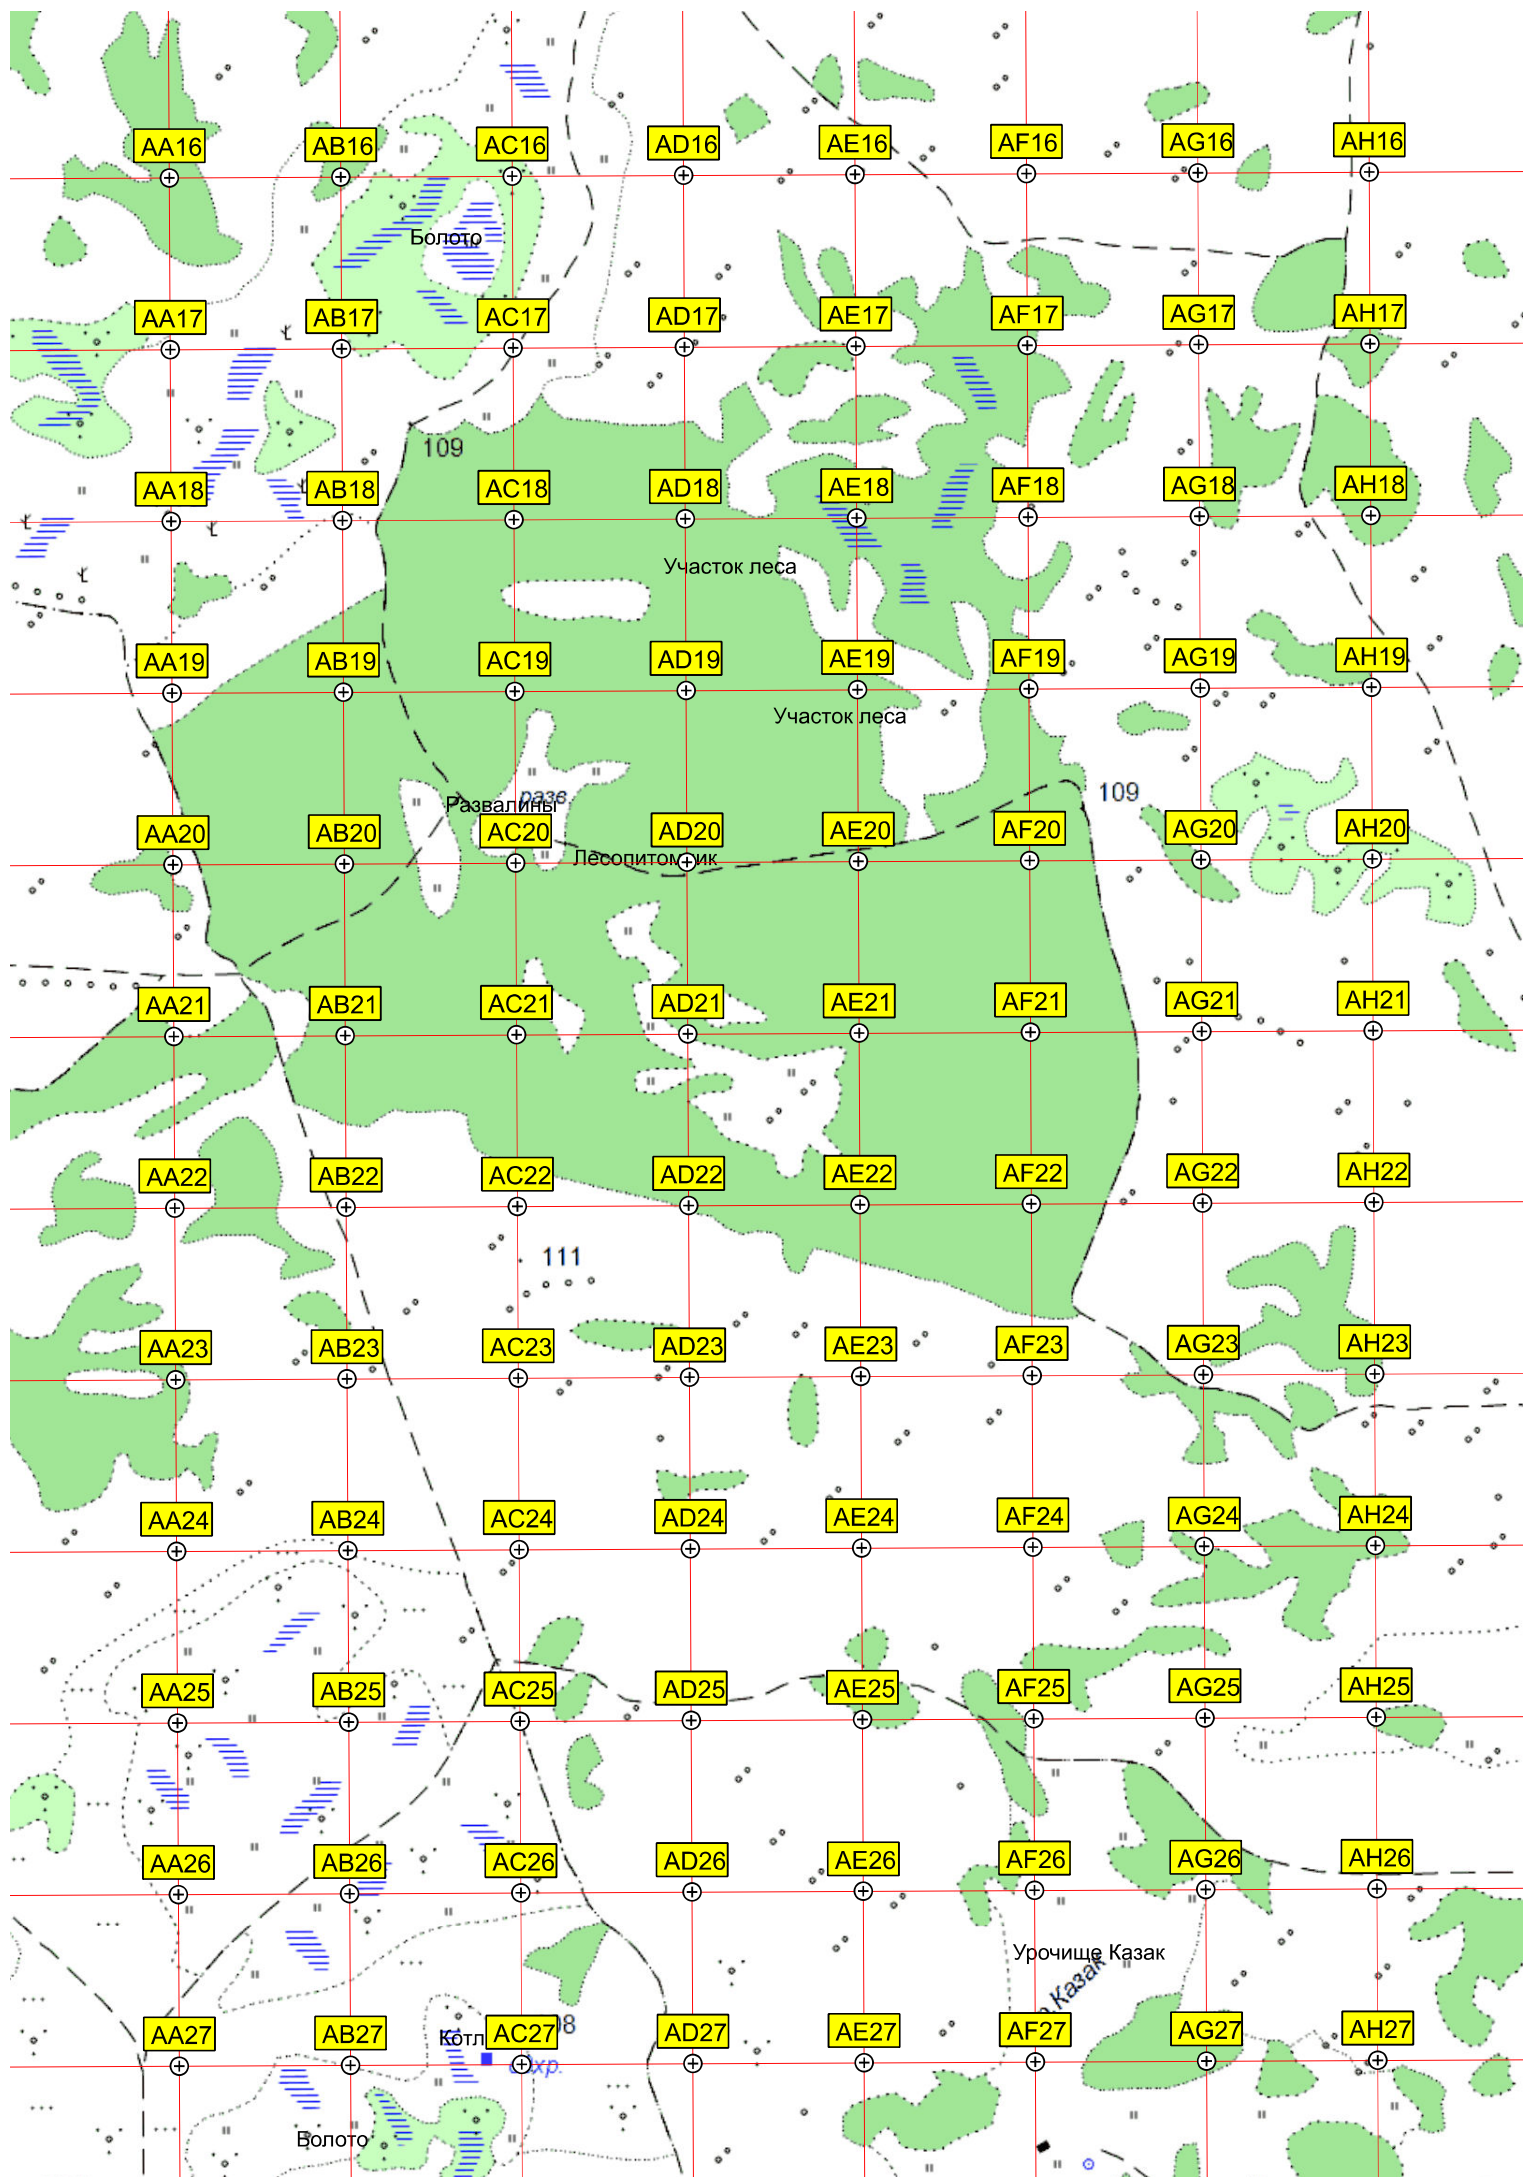 AA16 AB16 AC16 AD16 AE16 AF16 AG16 AH16
Болото
AA17 AB17 AC17 AD17 AE17 AF17 AG17 AH17
109
AA18 AB18 AC18 AD18 AE18 AF18 AG18 AH18
Участок леса
AA19 AB19 AC19 AD19 AE19 AF19 AG19 AH19
Участок леса
109
разв.
Развалины
AA20 AB20 AC20 AD20 AE20 AF20 AG20 AH20
Лесопитомник
AA21 AB21 AC21 AD21 AE21 AF21 AG21 AH21
AA22 AB22 AC22 AD22 AE22 AF22 AG22 AH22
111
AA23 AB23 AC23 AD23 AE23 AF23 AG23 AH23
AA24 AB24 AC24 AD24 AE24 AF24 AG24 AH24
AA25 AB25 AC25 AD25 AE25 AF25 AG25 AH25
AA26 AB26 AC26 AD26 AE26 AF26 AG26 AH26
Урочище Казак
р.Казак
AA27 AB27 AC27 AD27 AE27 AF27 AG27 AH27
Котл
Болото